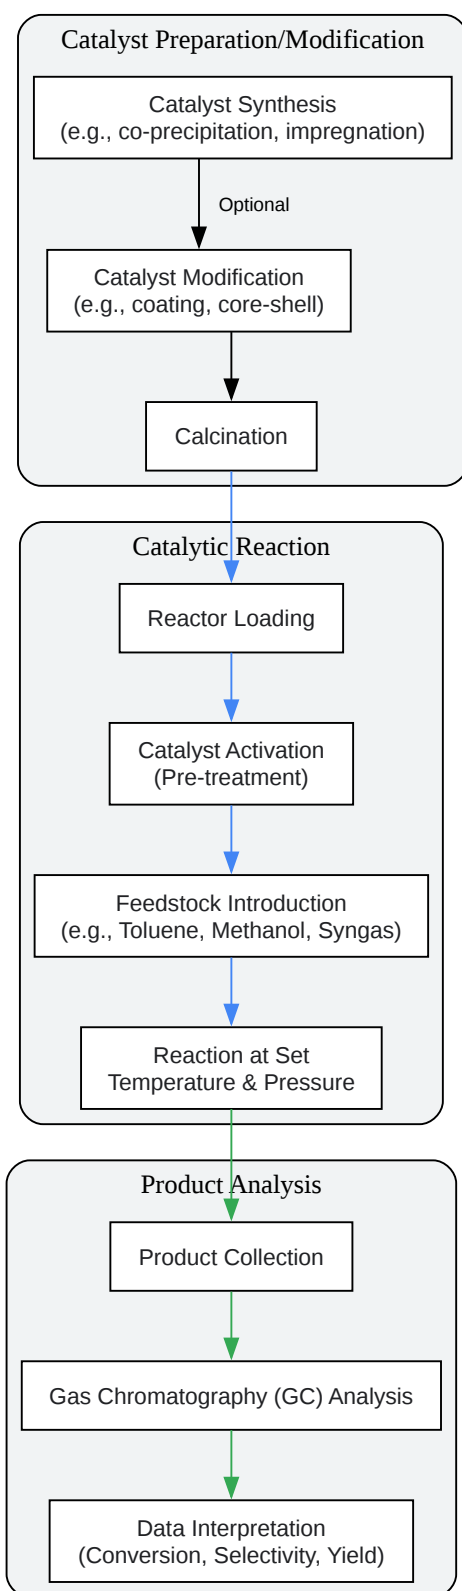 Catalyst Preparation/Modification
Catalyst Synthesis
(e.g., co-precipitation, impregnation)
Optional
Catalyst Modification
(e.g., coating, core-shell)
Calcination
Catalytic Reaction
Reactor Loading
Catalyst Activation
(Pre-treatment)
Feedstock Introduction
(e.g., Toluene, Methanol, Syngas)
Reaction at Set
Temperature & Pressure
Product Analysis
Product Collection
Gas Chromatography (GC) Analysis
Data Interpretation
(Conversion, Selectivity, Yield)